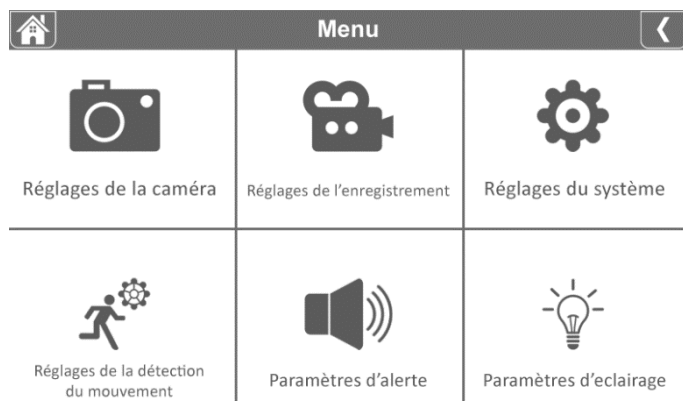 Menu
Réglages de la caméra
Réglages de l'enregistrement
Réglages du système
Réglages de la détection
du mouvement
Paramètres d'alerte
Paramètres d'eclairage